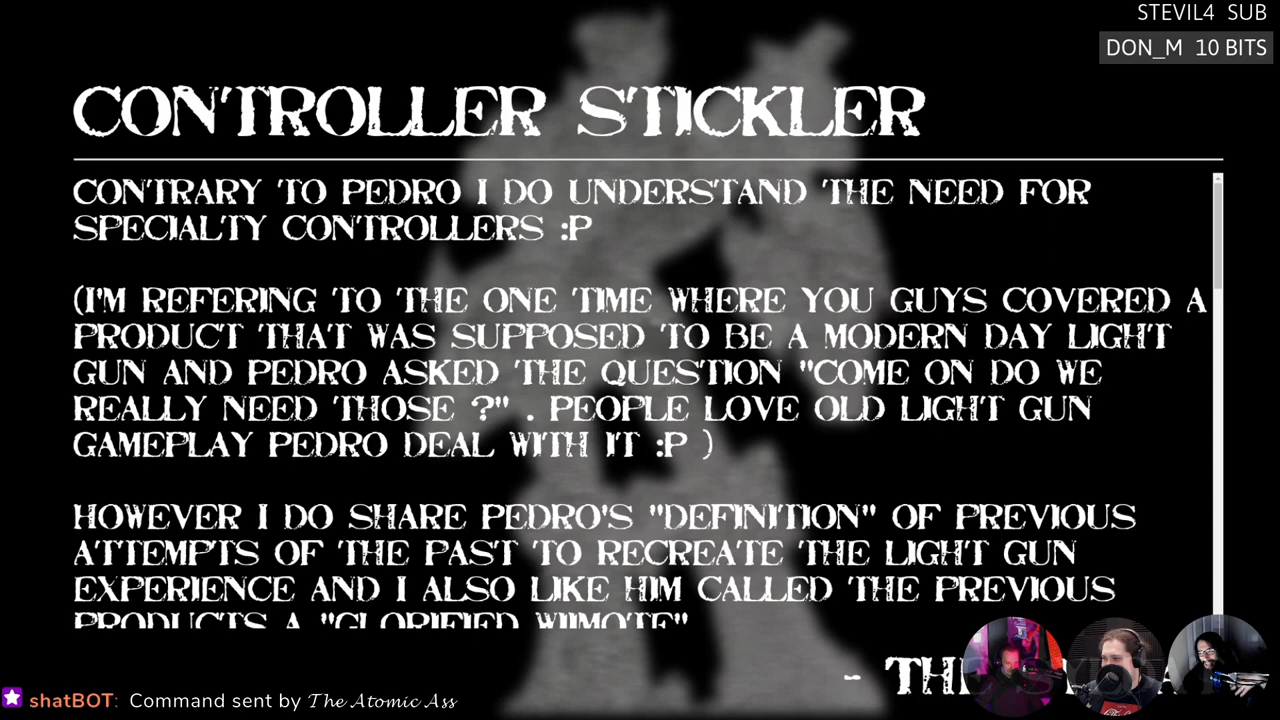 STEVIL4 SUB
DON_M 10 BITS
CONTROLLER STICKLER
CONTRARY TO PEDRO I DO UNDERSTAND THE NEED FOR
SPECIALTY CONTROLLERS :P
(I'M REFERING TO THE ONE TIME WHERE YOU GUYS COVERED A
PRODUCT THAT WAS SUPPOSED TO BE A MODERN DAY LIGHT
GUN AND PEDRO ASKED THE QUESTION "COME ON DO WE
REALLY NEED THOSE ?" . PEOPLE LOVE OLD LIGHT GUN
GAMEPLAY PEDRO DEAL WITH IT :P )
HOWEVER I DO SHARE PEDRO'S "DEFINITION" OF PREVIOUS
ATTEMPTS OF THE PAST TO RECREATE THE LIGHT GUN
EXPERIENCE AND I ALSO LIKE HIM CALLED THE PREVIOUS
PRODUCTS A "GLORIFIED WIIMOTE"
- THE
shatBOT: Command sent by The Atomic Ass